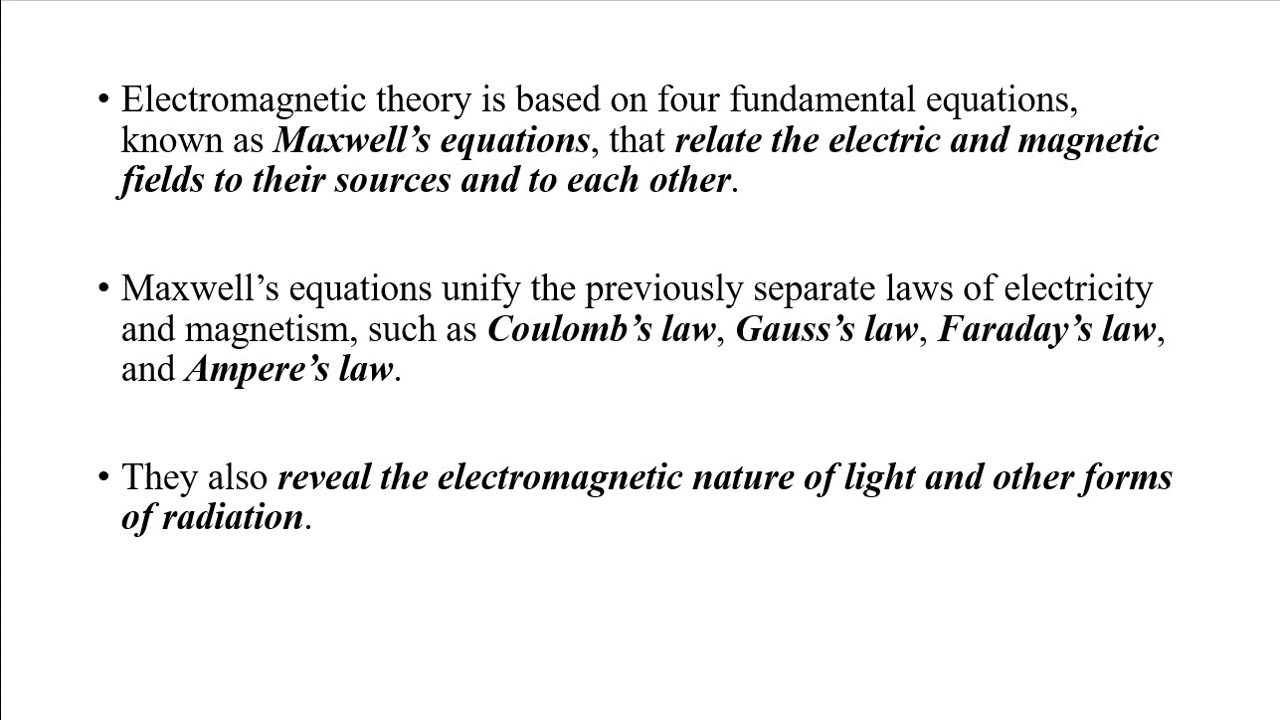 • Electromagnetic theory is based on four fundamental equations,
known as Maxwell’s equations, that relate the electric and magnetic
fields to their sources and to each other.
• Maxwell’s equations unify the previously separate laws of electricity
and magnetism, such as Coulomb’s law, Gauss’s law, Faraday’s law,
and Ampere’s law.
• They also reveal the electromagnetic nature of light and other forms
of radiation.